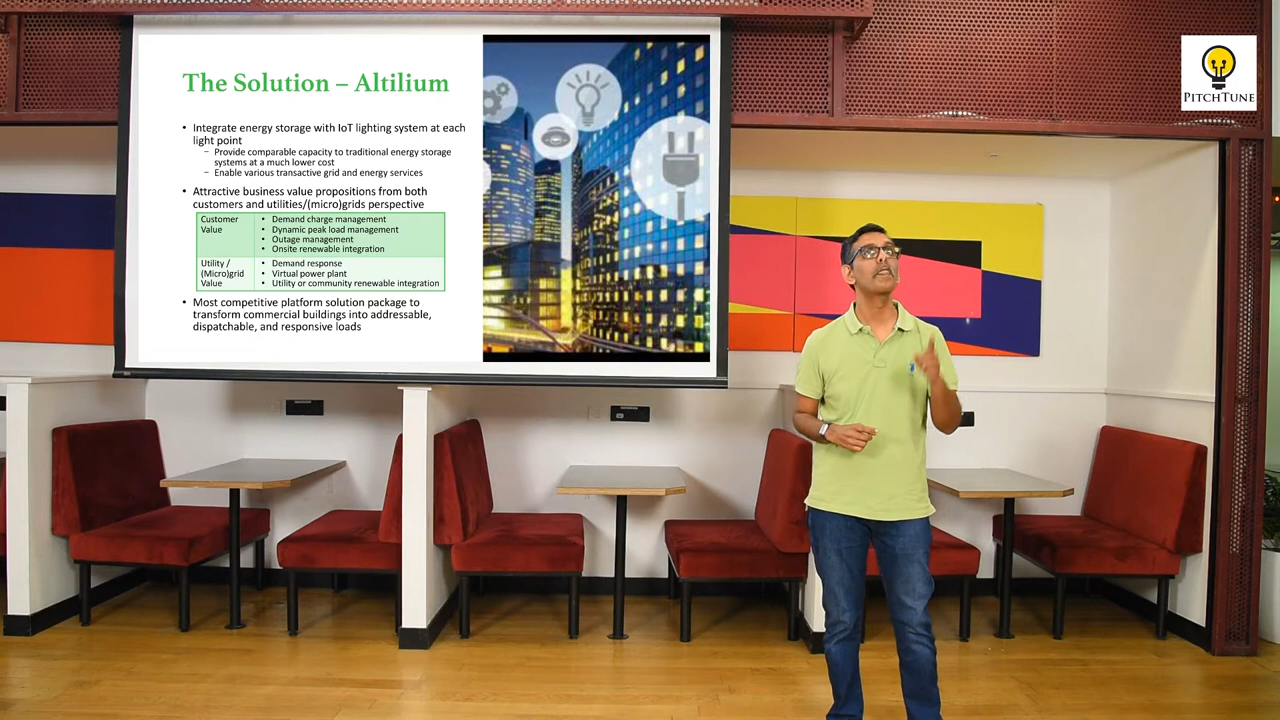 The Solution – Altilium
• Integrate energy storage with IoT lighting system at each
light point
– Provide comparable capacity to traditional energy storage
systems at a much lower cost
– Enable various transactive grid and energy services
• Attractive business value propositions from both
customers and utilities/(micro)grids perspective
Customer
Value
• Demand charge management
• Dynamic peak load management
• Outage management
• Onsite renewable integration
Utility /
(Micro)grid
Value
• Demand response
• Virtual power plant
• Utility or community renewable integration
• Most competitive platform solution package to
transform commercial buildings into addressable,
dispatchable, and responsive loads
PITCHTUNE